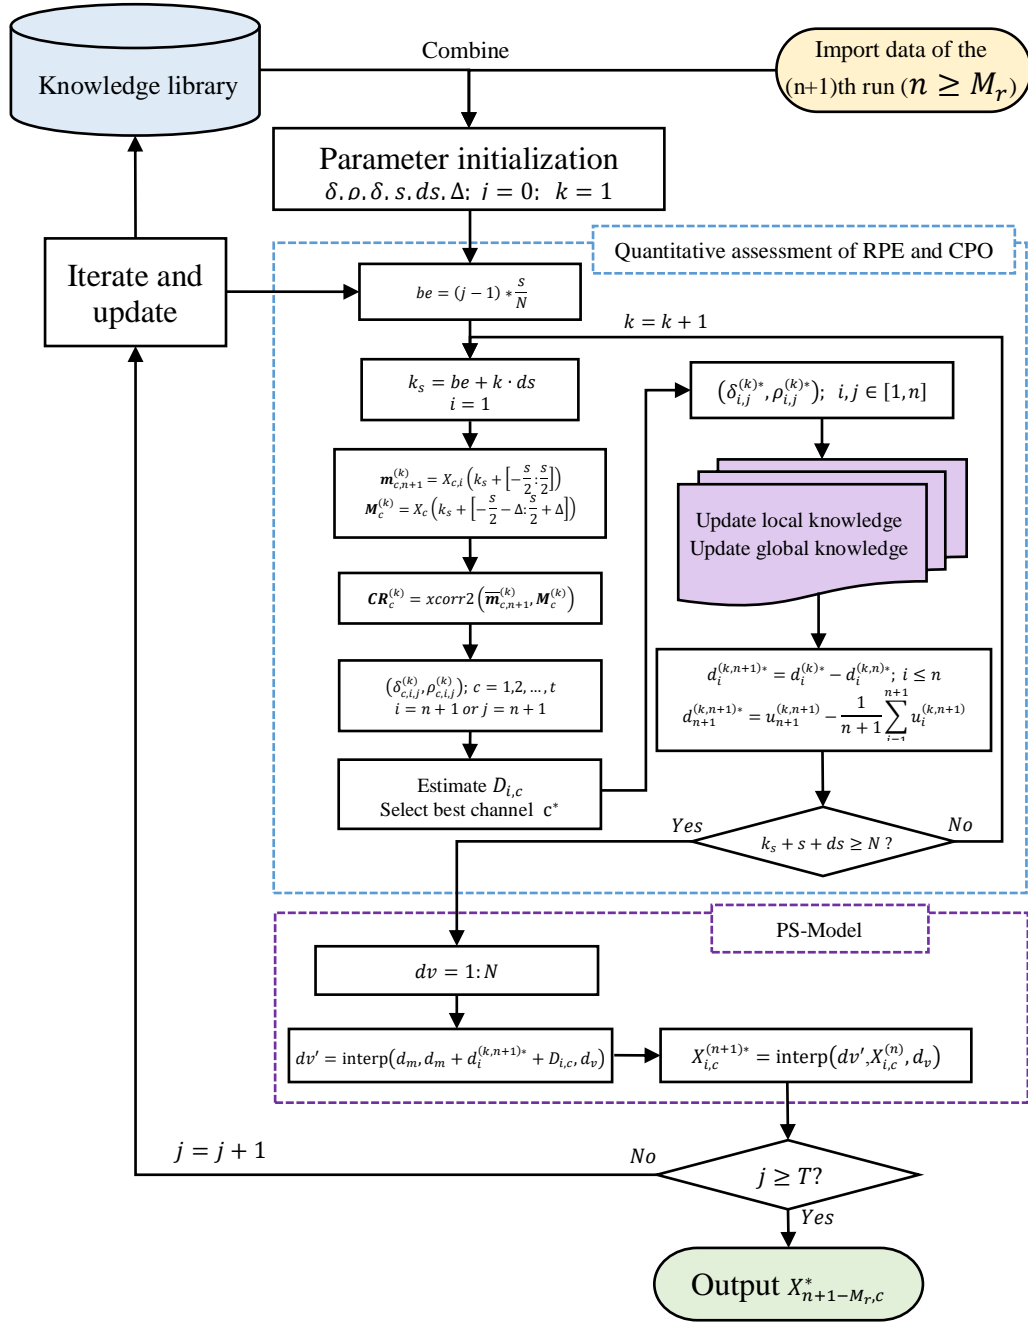 Combine
Knowledge library
Import data of the
(n+1)th run (n ≥ M_r)
Parameter initialization
δ, ρ, δ, s, ds, Δ; j = 0; k = 1
Quantitative assessment of RPE and CPO
Iterate and
update
be = (j − 1) ∗ s/N
k = k + 1
k_s = be + k · ds
i = 1
(δ_{i,j}^{(k)∗}, ρ_{i,j}^{(k)∗}); i, j ∈ [1, n]
m_{c,n+1}^{(k)} = X_{c,i}(k_s + [−s/2:s/2])
M_c^{(k)} = X_c(k_s + [−s/2 − Δ:s/2 + Δ])
Update local knowledge
Update global knowledge
CR_c^{(k)} = xcorr2(m̅_{c,n+1}^{(k)}, M_c^{(k)})
(δ_{c,i,j}^{(k)}, ρ_{c,i,j}^{(k)}); c = 1,2, …, t
i = n + 1 or j = n + 1
d_i^{(k,n+1)∗} = d_i^{(k)∗} − d_i^{(k,n)∗}; i ≤ n
d_{n+1}^{(k,n+1)∗} = u_{n+1}^{(k,n+1)} − 1/(n + 1) ∑_{i=1}^{n+1} u_i^{(k,n+1)}
Estimate D_{i,c}
Select best channel c^∗
Yes
No
k_s + s + ds ≥ N ?
PS-Model
dv = 1: N
dv′ = interp(d_m, d_m + d_i^{(k,n+1)∗} + D_{i,c}, d_v)
X_{i,c}^{(n+1)∗} = interp(dv′, X_{i,c}^{(n)}, d_v)
j = j + 1
No
j ≥ T?
Yes
Output X^∗_{n+1−M_r,c}